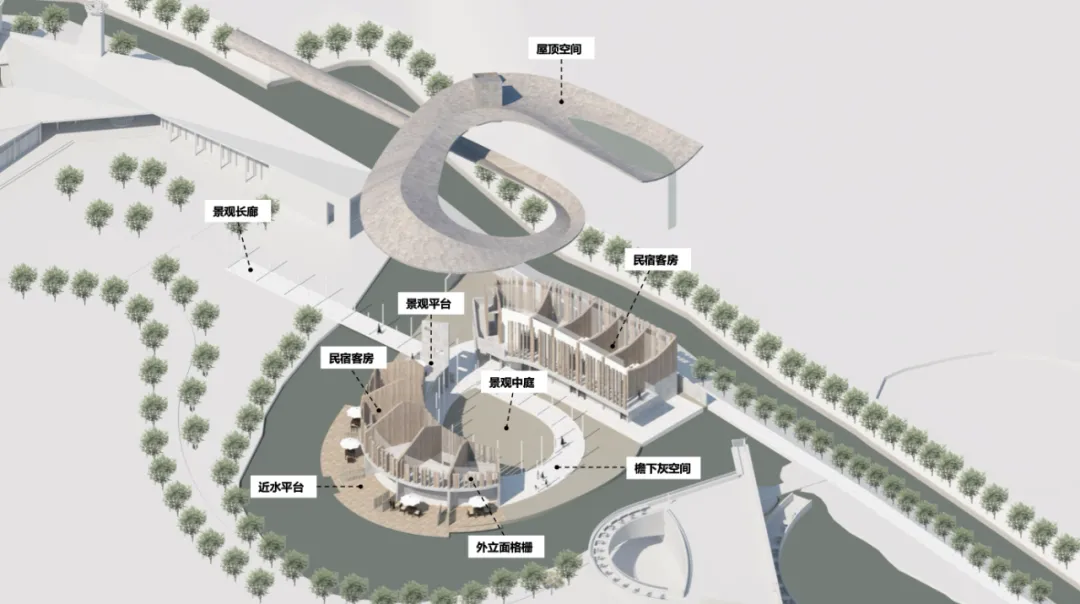 屋顶空间
景观长廊
民宿客房
景观平台
民宿客房
景观中庭
檐下灰空间
近水平台
外立面格栅